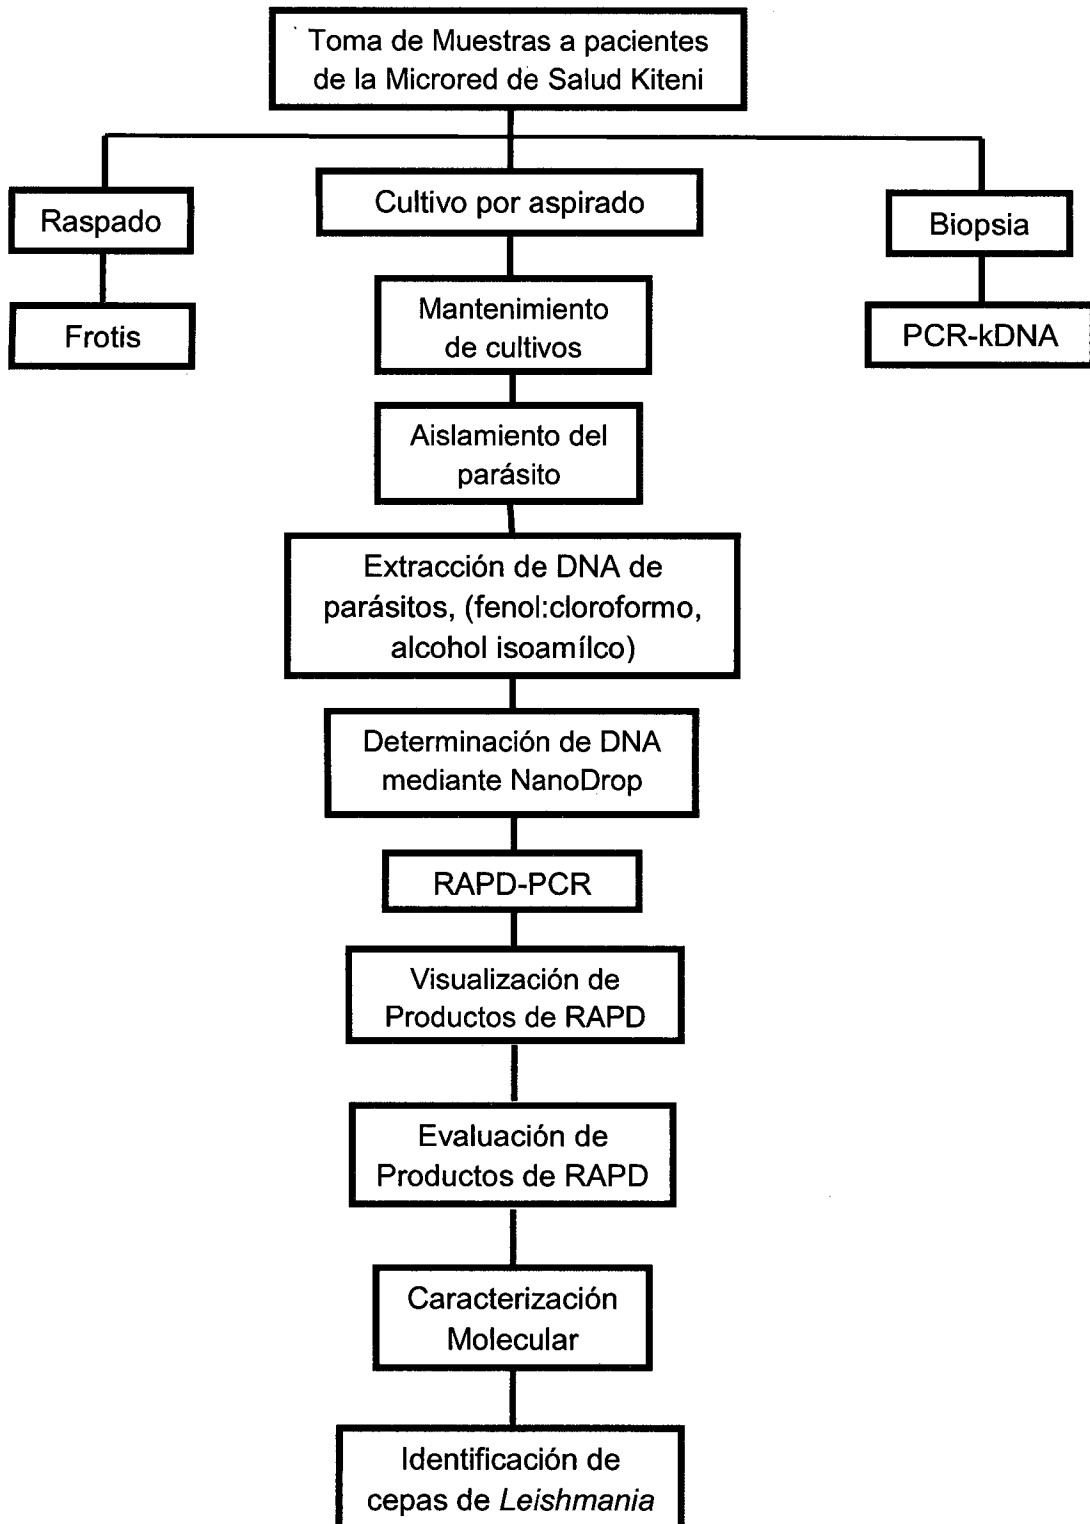 Toma de Muestras a pacientes
de la Microred de Salud Kiteni
Raspado
Cultivo por aspirado
Biopsia
Frotis
Mantenimiento
de cultivos
PCR-kDNA
Aislamiento del
parásito
Extracción de DNA de
parásitos, (fenol:cloroformo,
alcohol isoamílco)
Determinación de DNA
mediante NanoDrop
RAPD-PCR
Visualización de
Productos de RAPD
Evaluación de
Productos de RAPD
Caracterización
Molecular
Identificación de
cepas de Leishmania